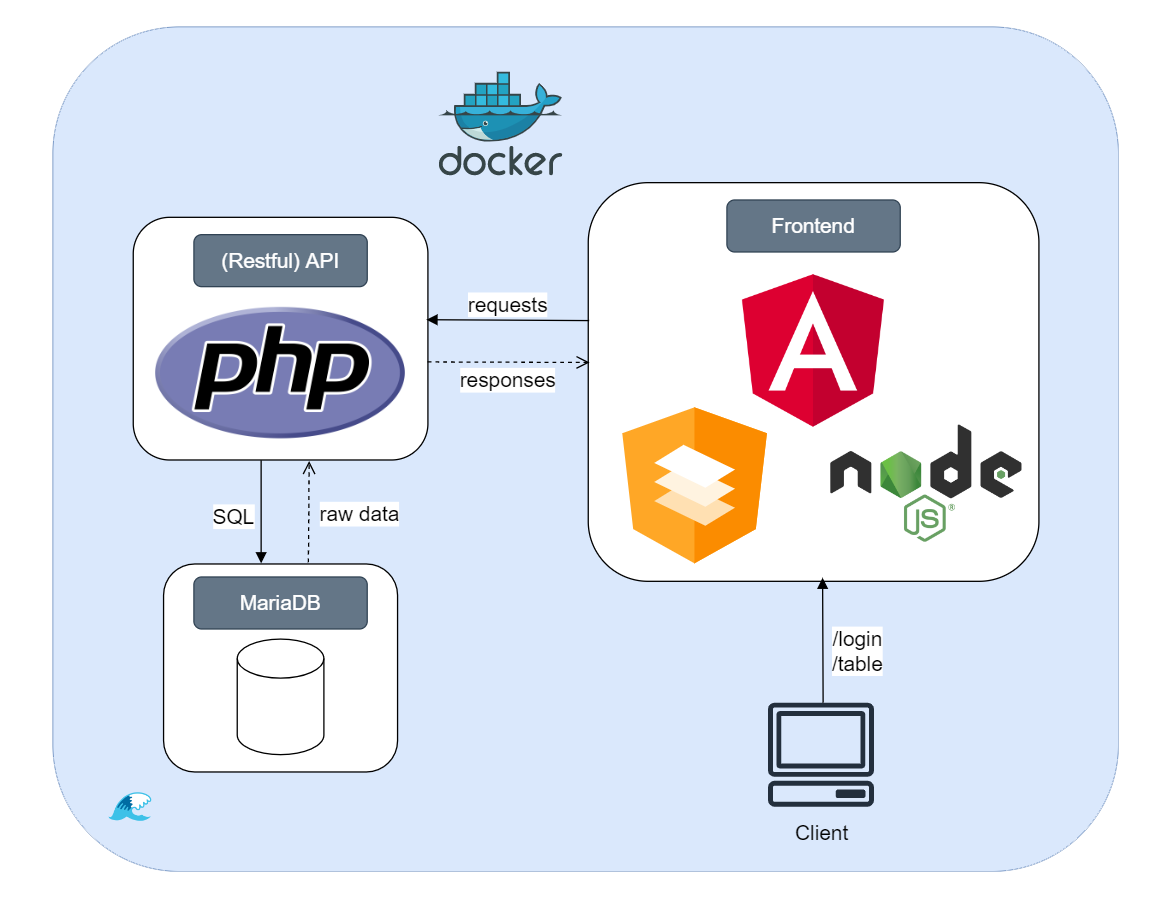 docker
Frontend
(Restful) API
A
requests
php
responses
node
JS
®
SQL
raw data
MariaDB
/login
/table
Client